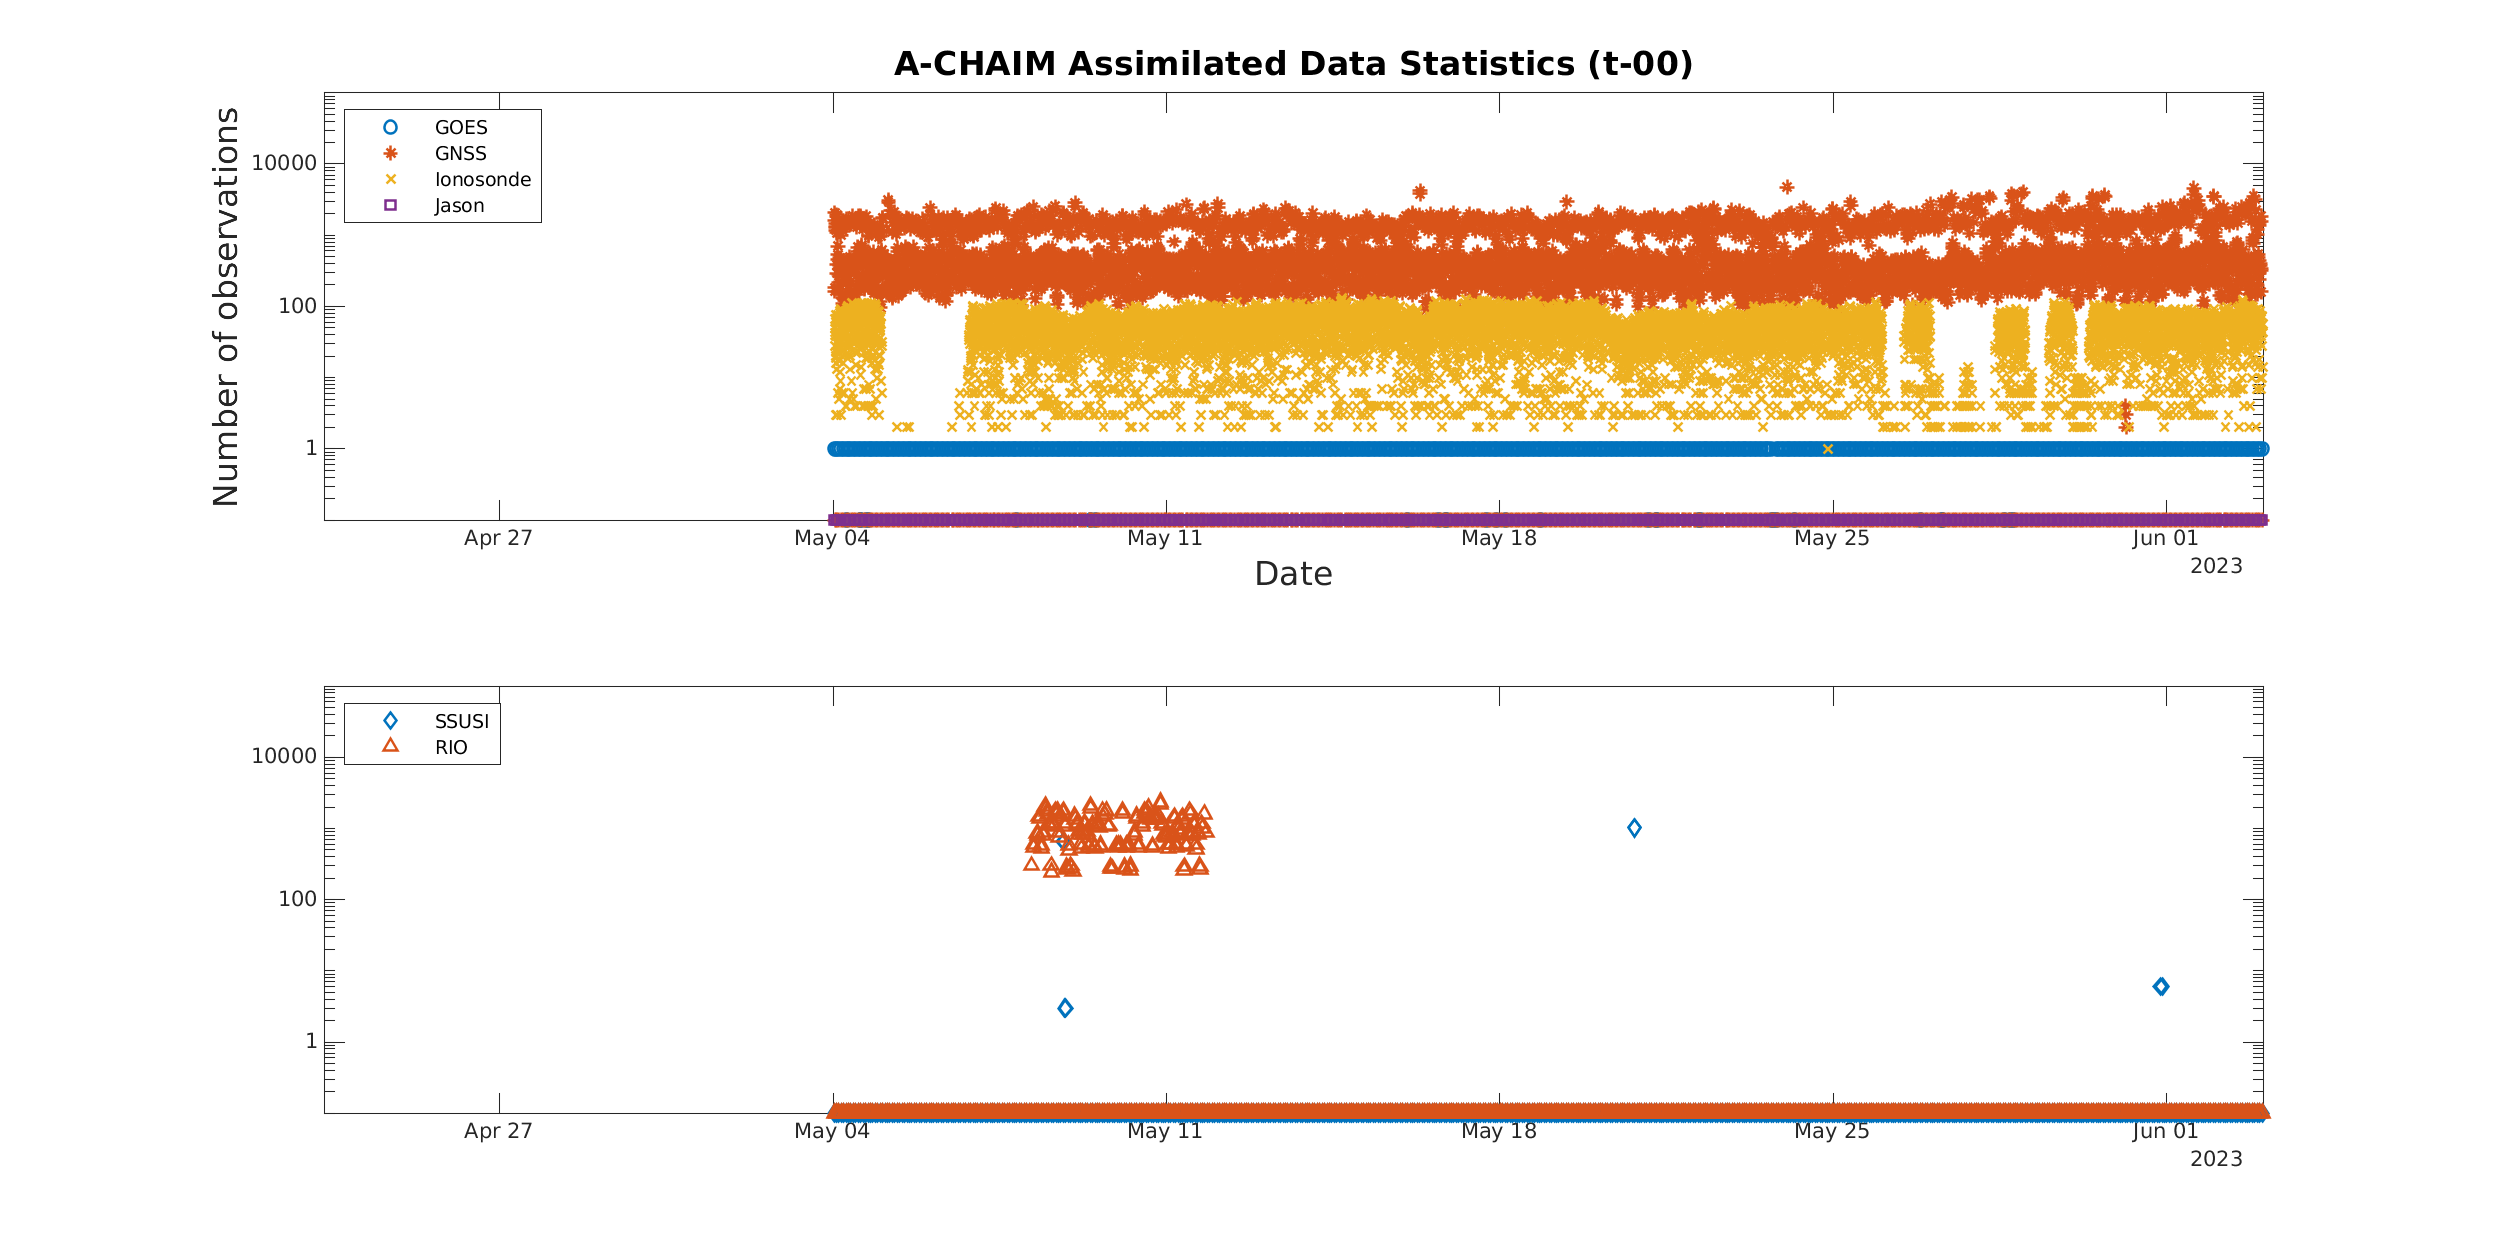 A-CHAIM Assimilated Data Statistics (t-00)
Number of observations
GOES
GNSS
Ionosonde
Jason
10000
100
1
Apr 27 May 04 May 11 May 18 May 25 Jun 01
2023
Date
SSUSI
RIO
10000
100
1
Apr 27 May 04 May 11 May 18 May 25 Jun 01
2023